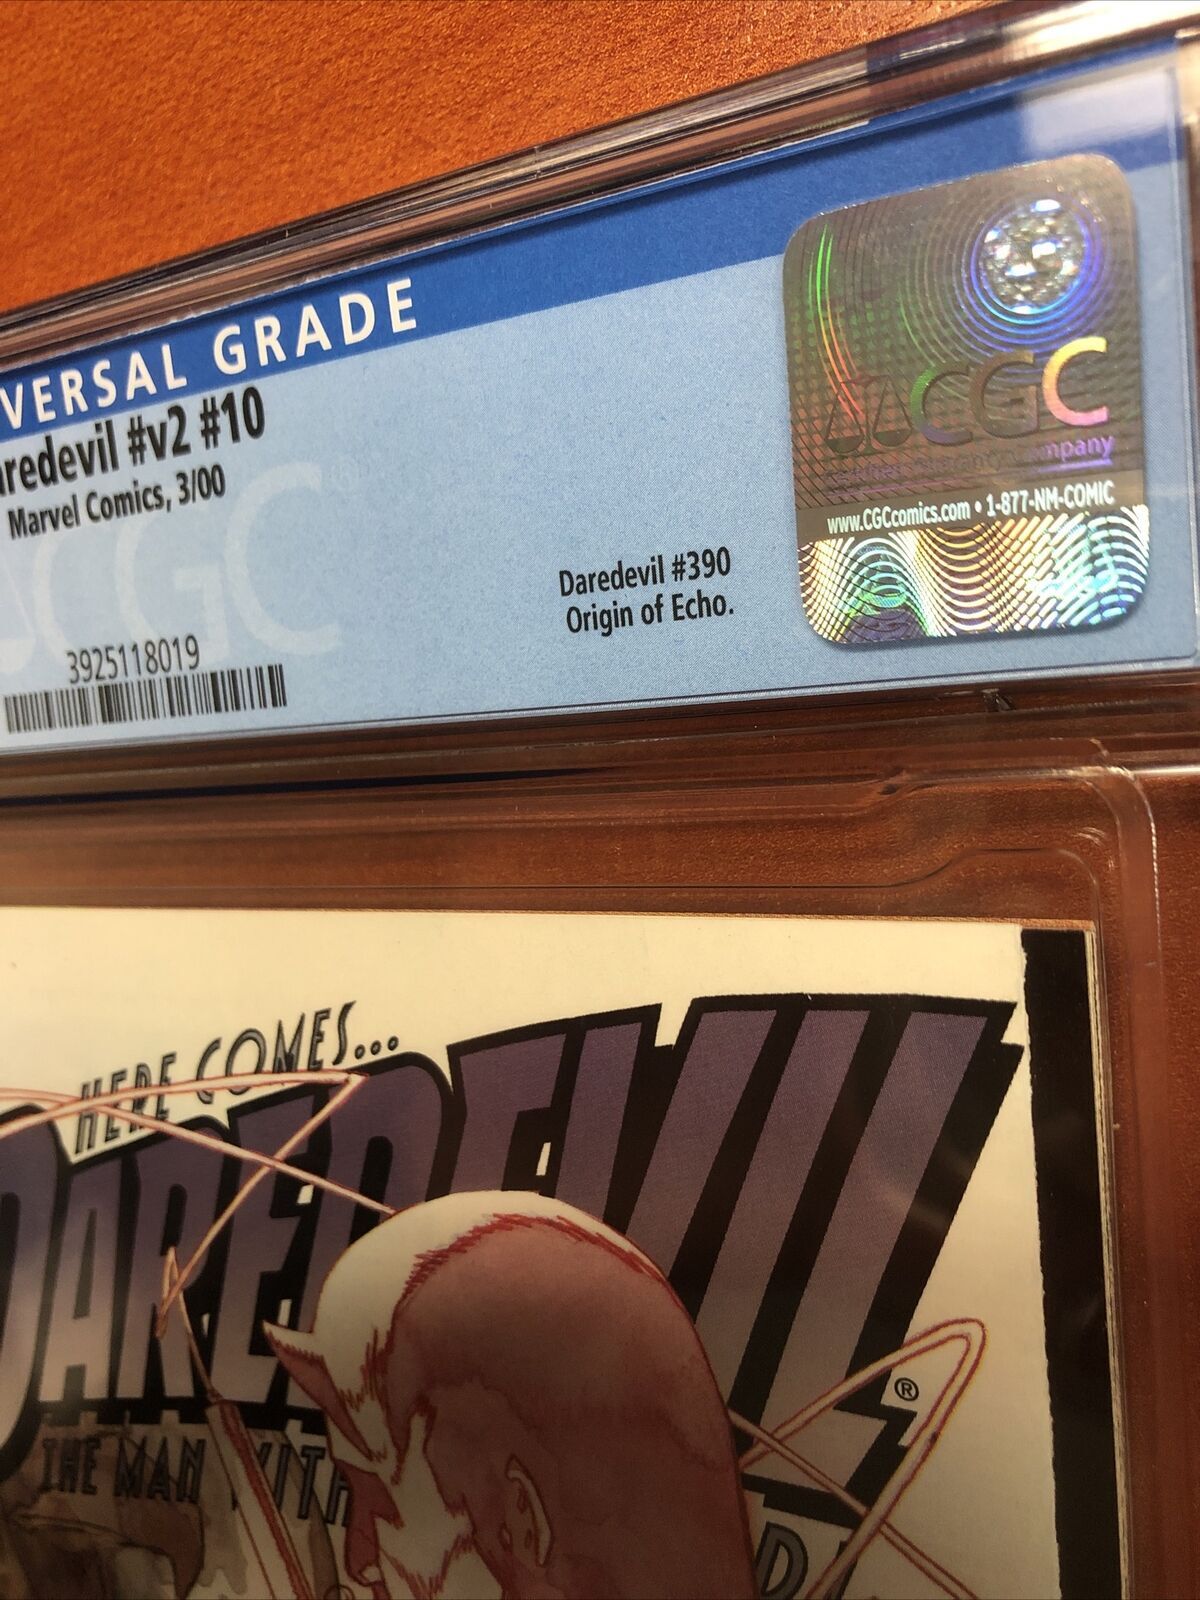 VERSAL GRADE
aredevil #v2 #10
Marvel Comics, 3/00
CGC
3925118019
Daredevil #390
Origin of Echo.
CGC
www.CGCcomics.com • 1-877-NM-COMIC
HERE COMES...
DAREDEVIL®
THE MAN WITH